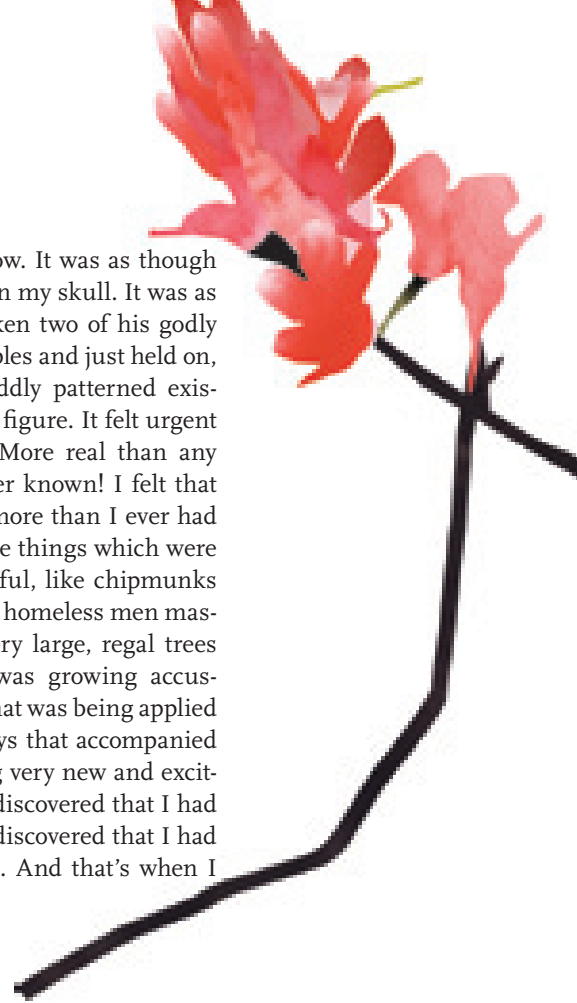 ow. It was as though
n my skull. It was as
ken two of his godly
ples and just held on,
ddly patterned exis-
figure. It felt urgent
More real than any
er known! I felt that
more than I ever had
e things which were
ful, like chipmunks
homeless men mas-
ry large, regal trees
was growing accus-
hat was being applied
ys that accompanied
g very new and excit-
discovered that I had
discovered that I had
. And that’s when I